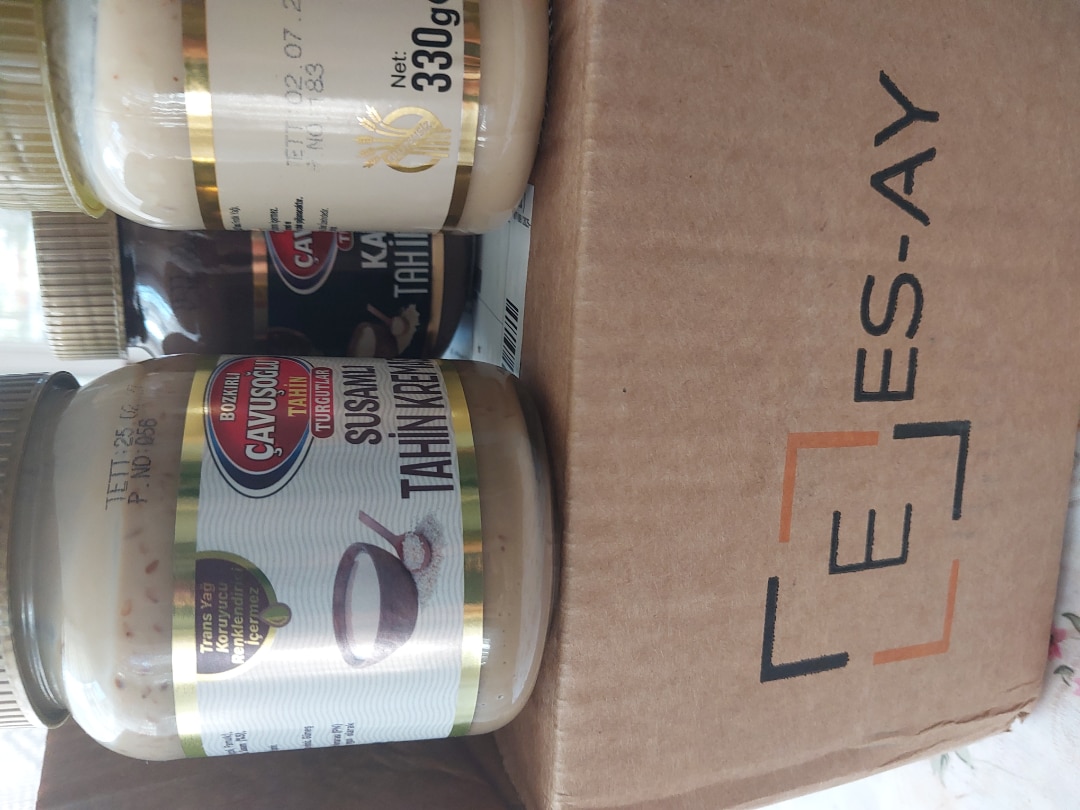 TETT 02.07.2
P NO 183
Net:
330g
ÇAV
KA
TAHİN
TETT:25.02
P.NO:056
BOZKIRLI
ÇAVUŞOĞLU
TAHİN
TURGUTLAR
SUSAMLI
TAHİN KREM
Trans Yağ
Koruyucu
Renklendirici
İçermez
E
ES-AY